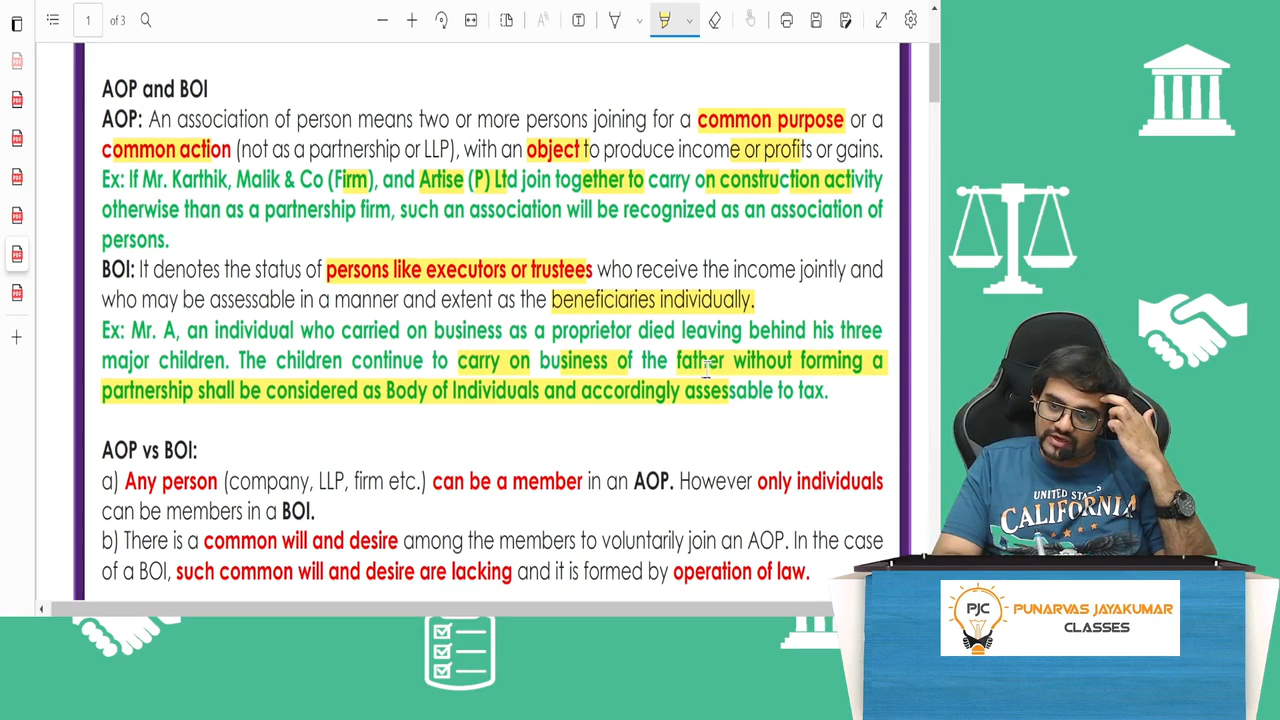 1 of 3
AOP and BOI
AOP: An association of person means two or more persons joining for a common purpose or a
common action (not as a partnership or LLP), with an object to produce income or profits or gains.
Ex: If Mr. Karthik, Malik & Co (Firm), and Artise (P) Ltd join together to carry on construction activity
otherwise than as a partnership firm, such an association will be recognized as an association of
persons.
BOI: It denotes the status of persons like executors or trustees who receive the income jointly and
who may be assessable in a manner and extent as the beneficiaries individually.
Ex: Mr. A, an individual who carried on business as a proprietor died leaving behind his three
major children. The children continue to carry on business of the father without forming a
partnership shall be considered as Body of Individuals and accordingly assessable to tax.
AOP vs BOI:
a) Any person (company, LLP, firm etc.) can be a member in an AOP. However only individuals
can be members in a BOI.
b) There is a common will and desire among the members to voluntarily join an AOP. In the case
of a BOI, such common will and desire are lacking and it is formed by operation of law.
UNITED STATES
CALIFORNIA
PJC
PUNARVAS JAYAKUMAR
CLASSES